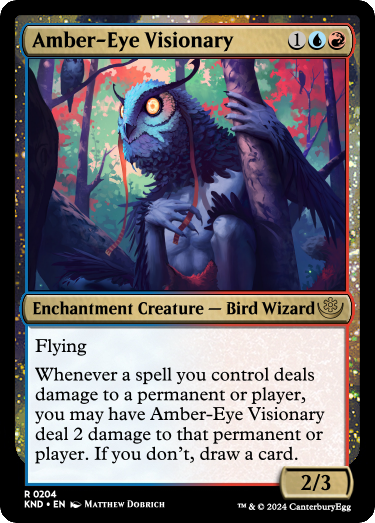 Amber-Eye Visionary 1
Enchantment Creature — Bird Wizard
Flying
Whenever a spell you control deals
damage to a permanent or player,
you may have Amber-Eye Visionary
deal 2 damage to that permanent or
player. If you don't, draw a card.
2/3
R 0204
KND • EN Matthew Dobrich
™ & © 2024 CanterburyEgg